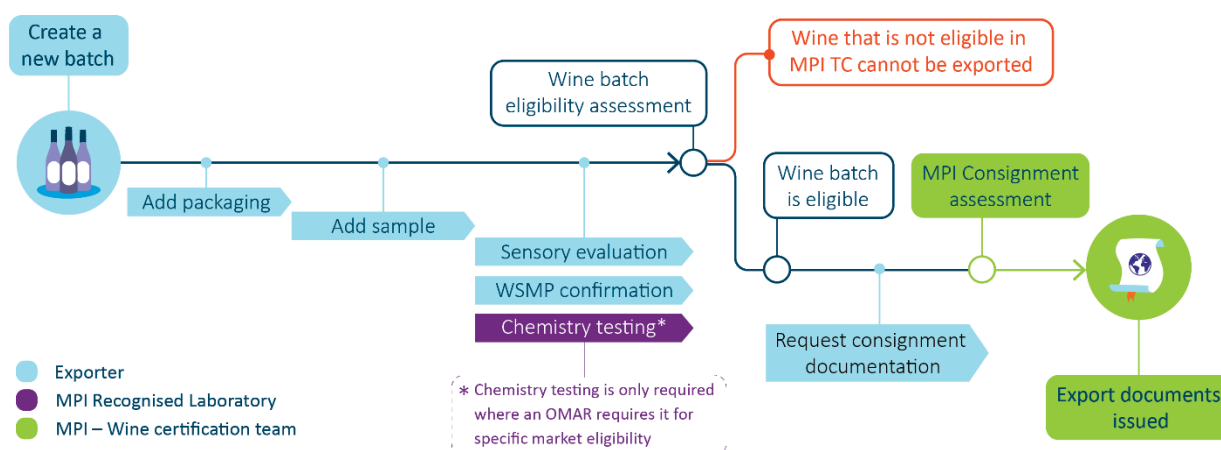 Create a
new batch
Wine batch
eligibility assessment
Wine that is not eligible in
MPI TC cannot be exported
Add packaging
Add sample
Sensory evaluation
WSMP confirmation
Chemistry testing*
* Chemistry testing is only required
where an OMAR requires it for
specific market eligibility
Wine batch
is eligible
MPI Consignment
assessment
Request consignment
documentation
Export documents
issued
Exporter
MPI Recognised Laboratory
MPI – Wine certification team